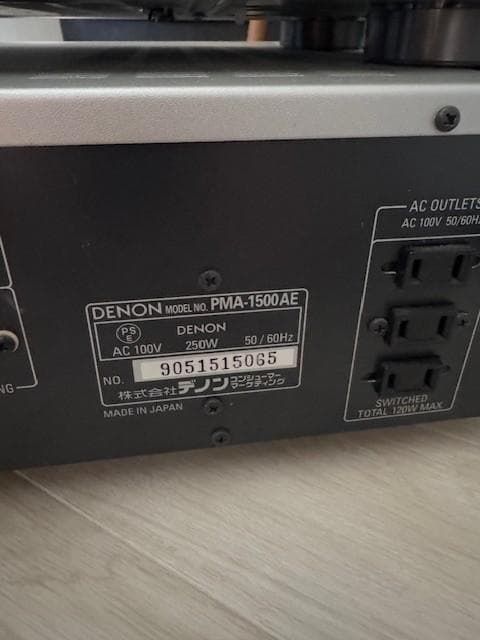 DENON MODEL NO. PMA-1500AE
PS E
DENON
AC 100V 250W 50/60Hz
NO. 9051515065
株式会社デノン コンシューマー マーケティング
MADE IN JAPAN
AC OUTLETS
AC 100V 50/60Hz
SWITCHED
TOTAL 120W MAX.
NG